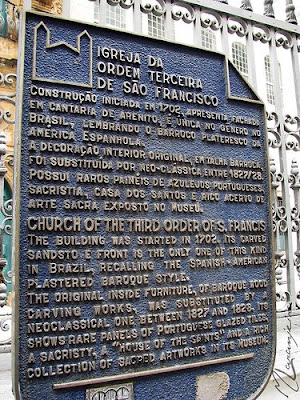 IGREJA DA
ORDEM TERCEIRA
DE SÃO FRANCISCO
CONSTRUÇÃO INICIADA EM 1702, APRESENTA FACHADA
EM CANTARIA DE ARENITO, E ÚNICA NO GÊNERO NO
BRASIL, LEMBRANDO O BARROCO PLATERESCO DA
AMÉRICA ESPANHOLA.
A DECORAÇÃO INTERIOR ORIGINAL, EM TALHA BARROCA
FOI SUBSTITUIDA POR NEO-CLÁSSICA ENTRE 1827/28.
POSSUI RAROS PAINÉIS DE AZULEJOS PORTUGUESES,
SACRISTIA, CASA DOS SANTOS E RICO ACERVO DE
ARTE SACRA EXPOSTO NO MUSEU.
CHURCH OF THE THIRD ORDER OF S. FRANCIS
THE BUILDING WAS STARTED IN 1702. ITS CARVED
SANDSTO E FRONT IS THE ONLY ONE OF THIS KIND
IN BRAZIL, RECALLING THE SPANISH-AMERICAN
PLASTERED BAROQUE STYLE.
THE ORIGINAL INSIDE FURNITURE, OF BAROQUE WOOD
CARVING WORKS, WAS SUBSTITUTED BY A
NEOCLASSICAL ONE BETWEEN 1827 AND 1828. IT
SHOWS RARE PANELS OF PORTUGUESE GLAZED TILES,
A SACRISTY, A "HOUSE OF THE SAINTS" AND A RICH
COLLECTION OF SACRED ARTWORKS IN ITS MUSEUM.